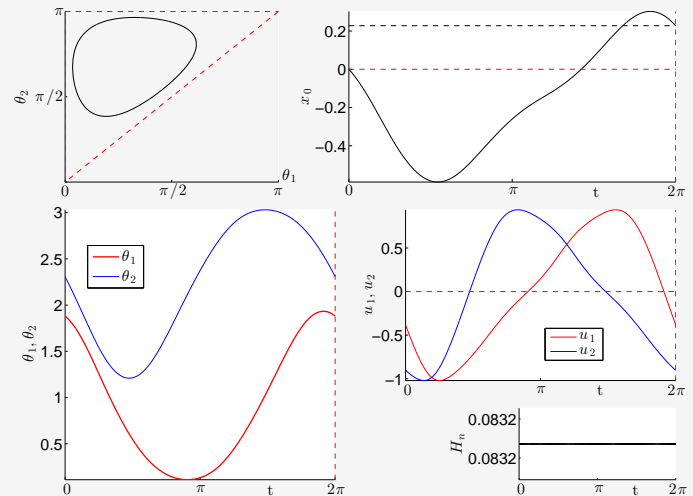 π
θ₂ π/2
0 π/2 π θ₁
0.2
0
−0.2
−0.4
x₀
0 π t 2π
3
2.5
2
1.5
1
0.5
θ₁, θ₂
θ₁
θ₂
0 π t 2π
0.5
0
−0.5
−1
u₁, u₂
u₁
u₂
0 π t 2π
0.0832
0.0832
Hₙ
0 π t 2π